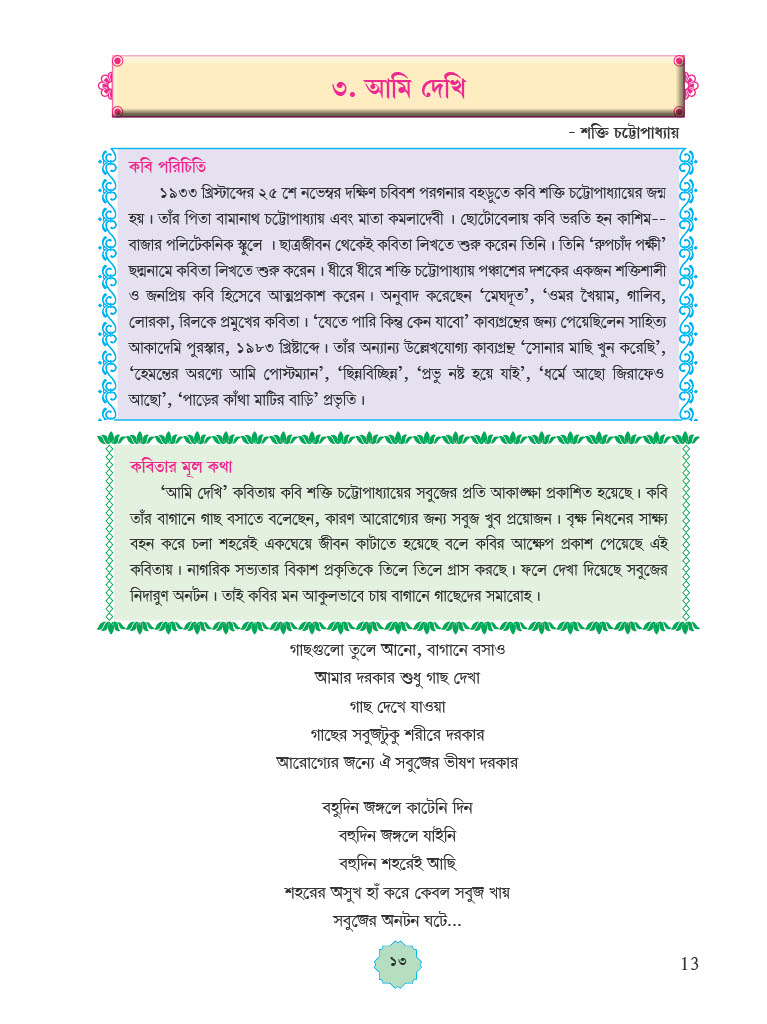 ৩. আমি দেখি
- শক্তি চট্টোপাধ্যায়
কবি পরিচিতি
১৯৩৩ খ্রিস্টাব্দের ২৫ শে নভেম্বর দক্ষিণ চবিবশ পরগনার বহড়ুতে কবি শক্তি চট্টোপাধ্যায়ের জন্ম
হয়। তাঁর পিতা বামানাথ চট্টোপাধ্যায় এবং মাতা কমলাদেবী । ছোটোবেলায় কবি ভরতি হন কাশিম--
বাজার পলিটেকনিক স্কুলে । ছাত্রজীবন থেকেই কবিতা লিখতে শুরু করেন তিনি। তিনি ‘রুপচাঁদ পক্ষী’
ছদ্মনামে কবিতা লিখতে শুরু করেন। ধীরে ধীরে শক্তি চট্টোপাধ্যায় পঞ্চাশের দশকের একজন শক্তিশালী
ও জনপ্রিয় কবি হিসেবে আত্মপ্রকাশ করেন। অনুবাদ করেছেন ‘মেঘদূত’, ‘ওমর খৈয়াম, গালিব,
লোরকা, রিলকে প্রমুখের কবিতা। ‘যেতে পারি কিন্তু কেন যাবো’ কাব্যগ্রন্থের জন্য পেয়েছিলেন সাহিত্য
আকাদেমি পুরস্কার, ১৯৮৩ খ্রিষ্টাব্দে। তাঁর অন্যান্য উল্লেখযোগ্য কাব্যগ্রন্থ ‘সোনার মাছি খুন করেছি’,
‘হেমন্তের অরণ্যে আমি পোস্টম্যান’, ‘ছিন্নবিচ্ছিন্ন’, ‘প্রভু নষ্ট হয়ে যাই’, ‘ধর্মে আছো জিরাফেও
আছো’, ‘পাড়ের কাঁথা মাটির বাড়ি’ প্রভৃতি।
কবিতার মূল কথা
‘আমি দেখি’ কবিতায় কবি শক্তি চট্টোপাধ্যায়ের সবুজের প্রতি আকাঙ্ক্ষা প্রকাশিত হয়েছে। কবি
তাঁর বাগানে গাছ বসাতে বলেছেন, কারণ আরোগ্যের জন্য সবুজ খুব প্রয়োজন। বৃক্ষ নিধনের সাক্ষ্য
বহন করে চলা শহরেই একঘেয়ে জীবন কাটাতে হয়েছে বলে কবির আক্ষেপ প্রকাশ পেয়েছে এই
কবিতায়। নাগরিক সভ্যতার বিকাশ প্রকৃতিকে তিলে তিলে গ্রাস করছে। ফলে দেখা দিয়েছে সবুজের
নিদারুণ অনটন। তাই কবির মন আকুলভাবে চায় বাগানে গাছেদের সমারোহ।
গাছগুলো তুলে আনো, বাগানে বসাও
আমার দরকার শুধু গাছ দেখা
গাছ দেখে যাওয়া
গাছের সবুজটুকু শরীরে দরকার
আরোগ্যের জন্যে ঐ সবুজের ভীষণ দরকার
বহুদিন জঙ্গলে কাটেনি দিন
বহুদিন জঙ্গলে যাইনি
বহুদিন শহরেই আছি
শহরের অসুখ হাঁ করে কেবল সবুজ খায়
সবুজের অনটন ঘটে...
১৩
13